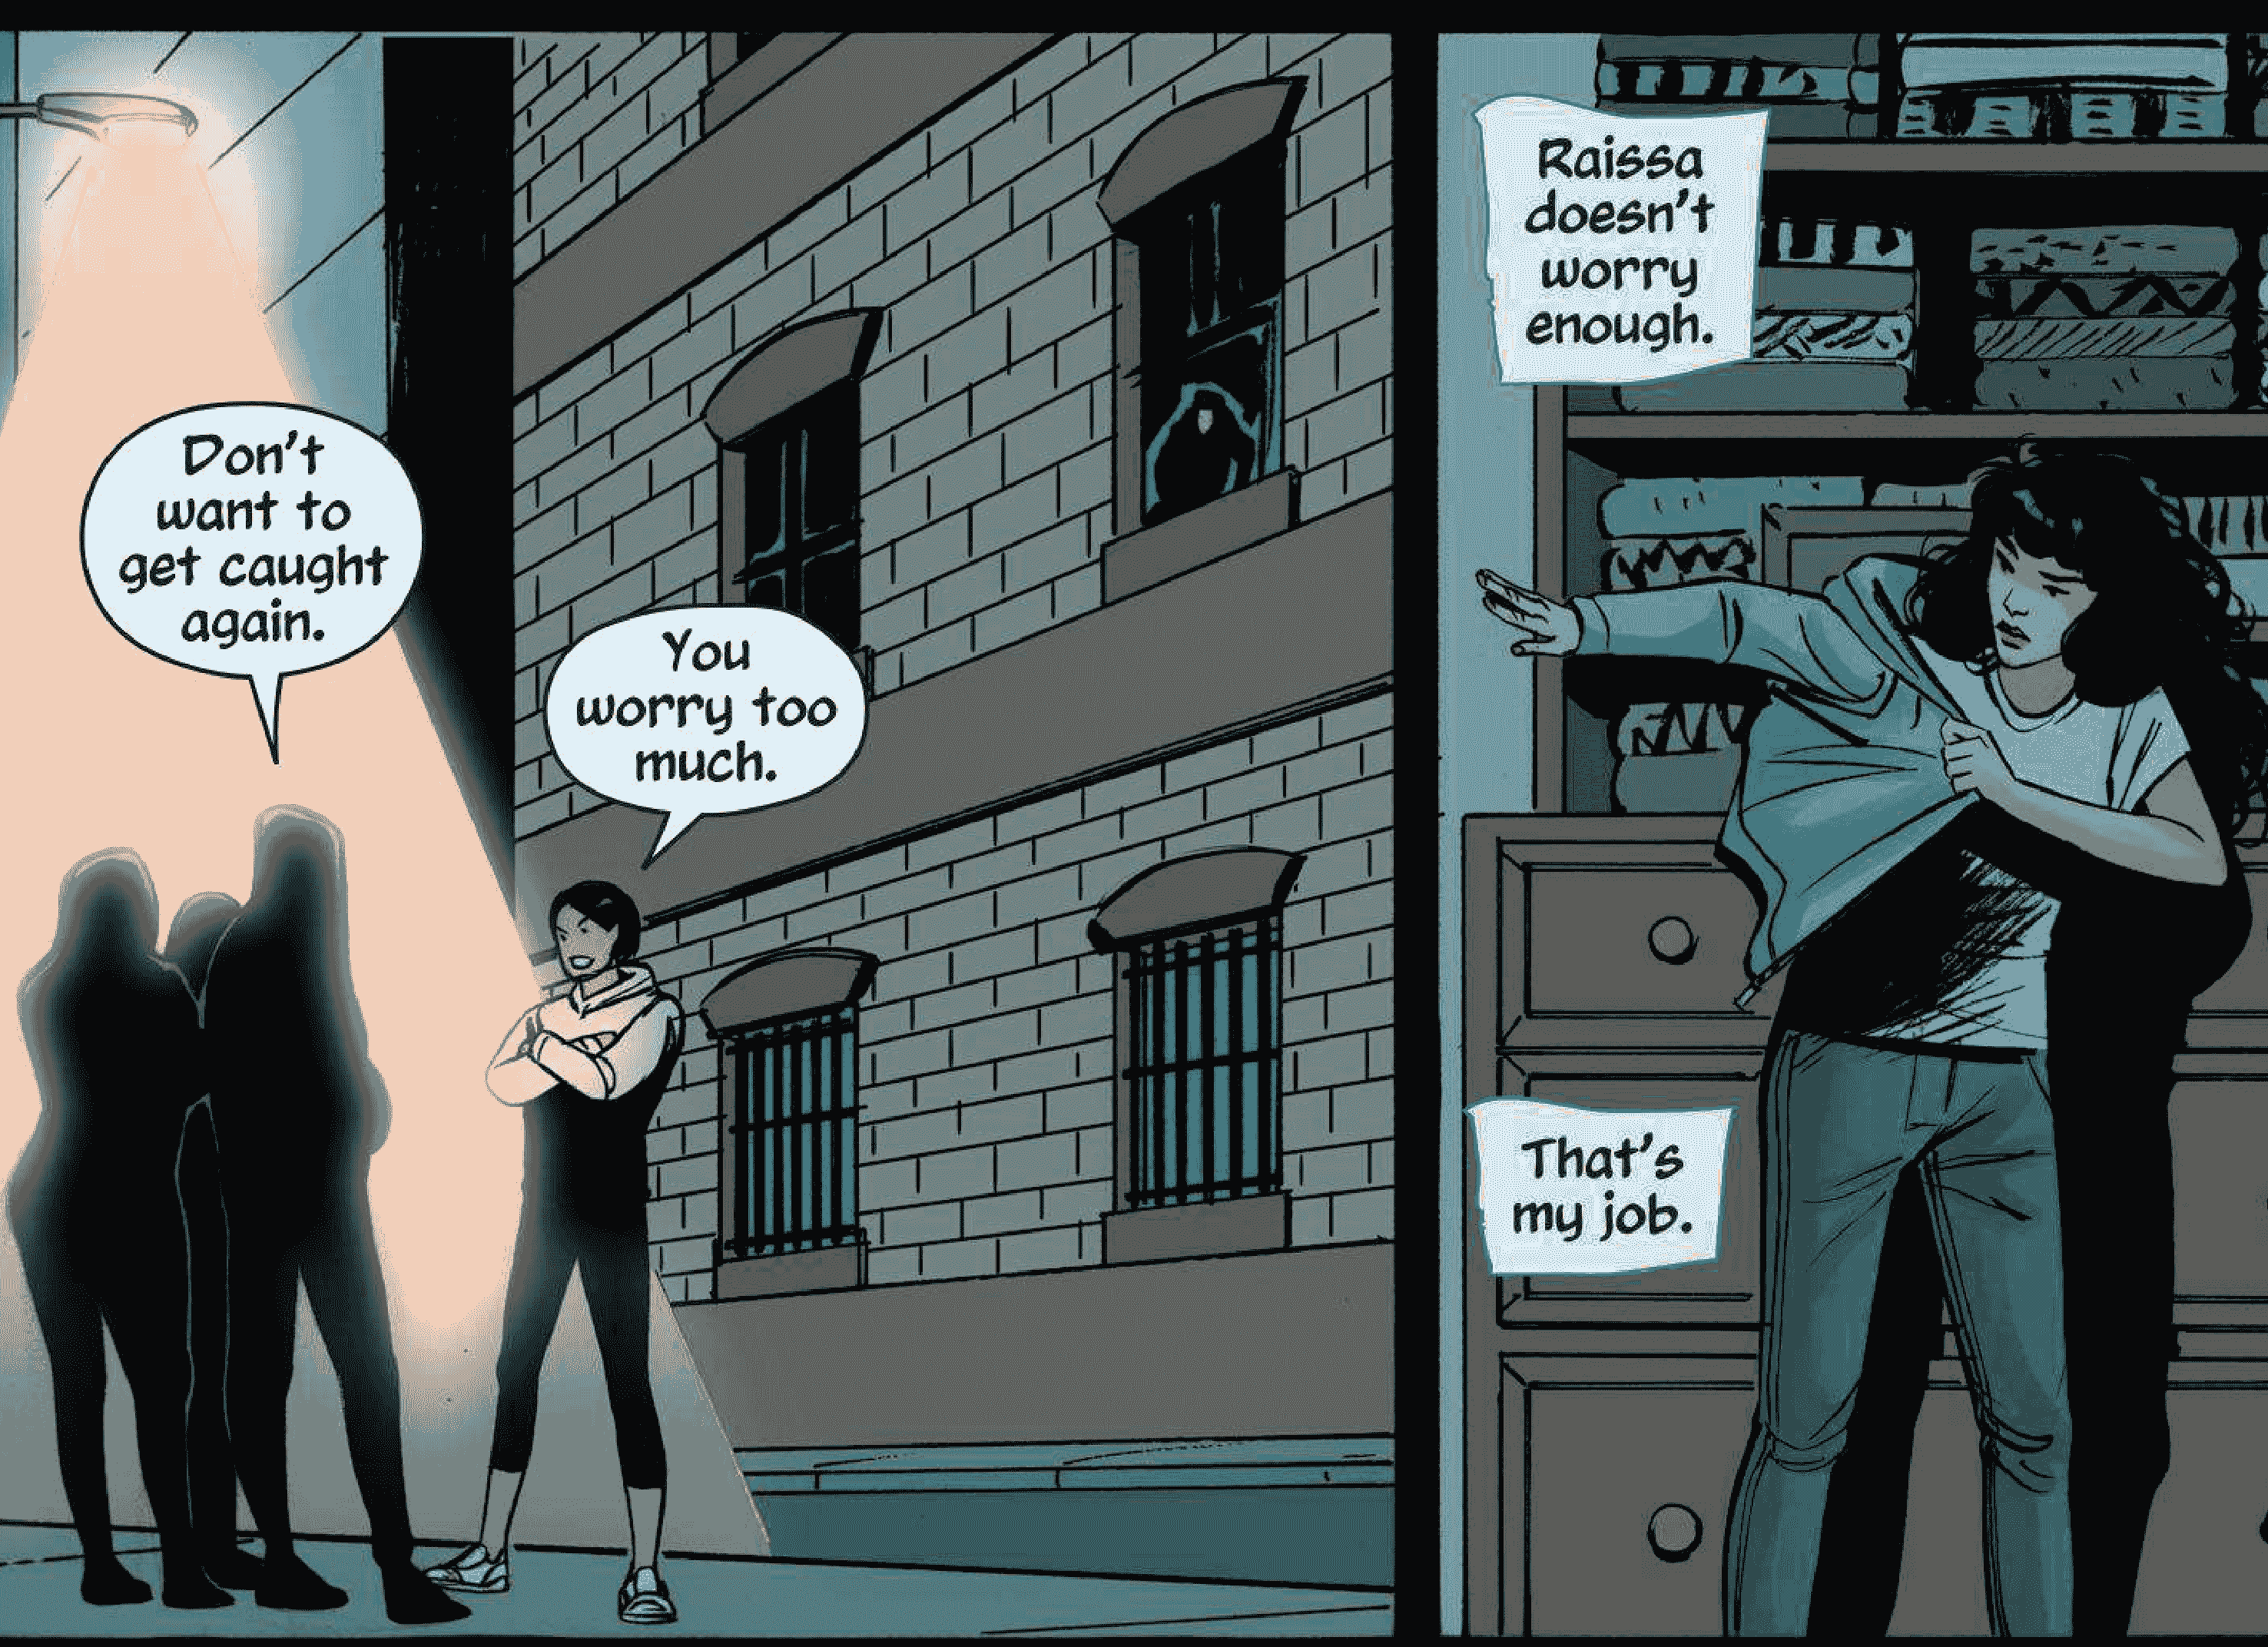 Don't
want to
get caught
again.
You
worry too
much.
Raissa
doesn't
worry
enough.
That's
my job.